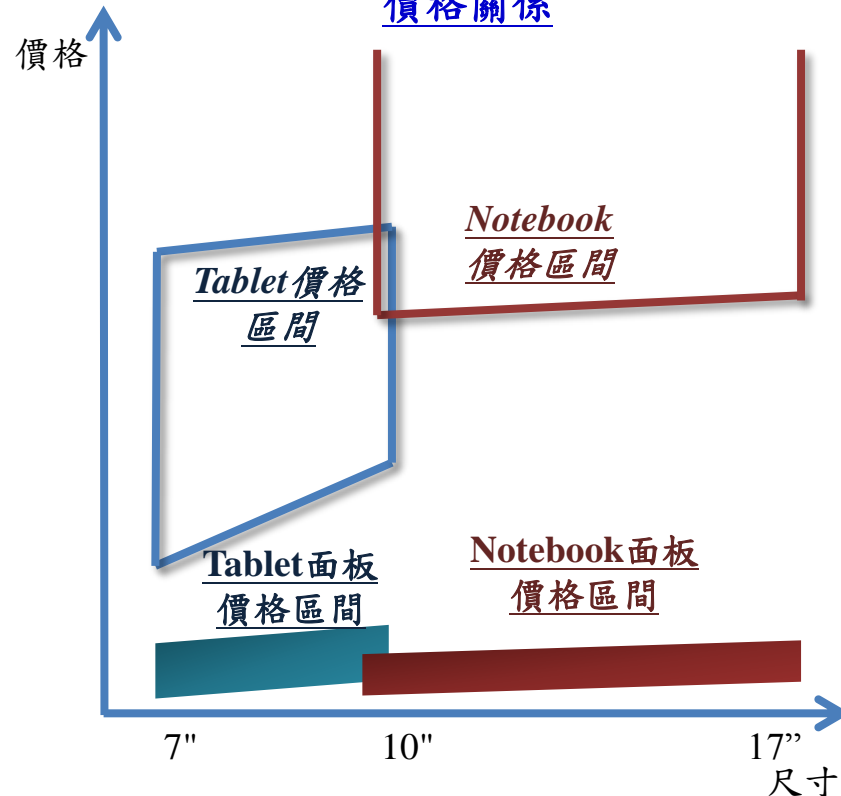 價格關係
價格
Notebook
價格區間
Tablet價格
區間
Tablet面板
價格區間
Notebook面板
價格區間
7"
10"
17”
尺寸